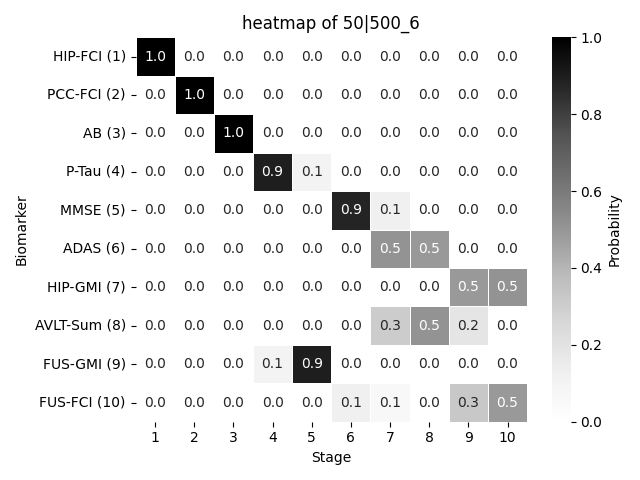 heatmap of 50|500_6
HIP-FCI (1) 1.0 0.0 0.0 0.0 0.0 0.0 0.0 0.0 0.0 0.0
PCC-FCI (2) 0.0 1.0 0.0 0.0 0.0 0.0 0.0 0.0 0.0 0.0
AB (3) 0.0 0.0 1.0 0.0 0.0 0.0 0.0 0.0 0.0 0.0
P-Tau (4) 0.0 0.0 0.0 0.9 0.1 0.0 0.0 0.0 0.0 0.0
MMSE (5) 0.0 0.0 0.0 0.0 0.0 0.9 0.1 0.0 0.0 0.0
ADAS (6) 0.0 0.0 0.0 0.0 0.0 0.0 0.5 0.5 0.0 0.0
HIP-GMI (7) 0.0 0.0 0.0 0.0 0.0 0.0 0.0 0.0 0.5 0.5
AVLT-Sum (8) 0.0 0.0 0.0 0.0 0.0 0.0 0.3 0.5 0.2 0.0
FUS-GMI (9) 0.0 0.0 0.0 0.1 0.9 0.0 0.0 0.0 0.0 0.0
FUS-FCI (10) 0.0 0.0 0.0 0.0 0.0 0.1 0.1 0.0 0.3 0.5
1 2 3 4 5 6 7 8 9 10
Stage
Biomarker
1.0
0.8
0.6
0.4
0.2
0.0
Probability